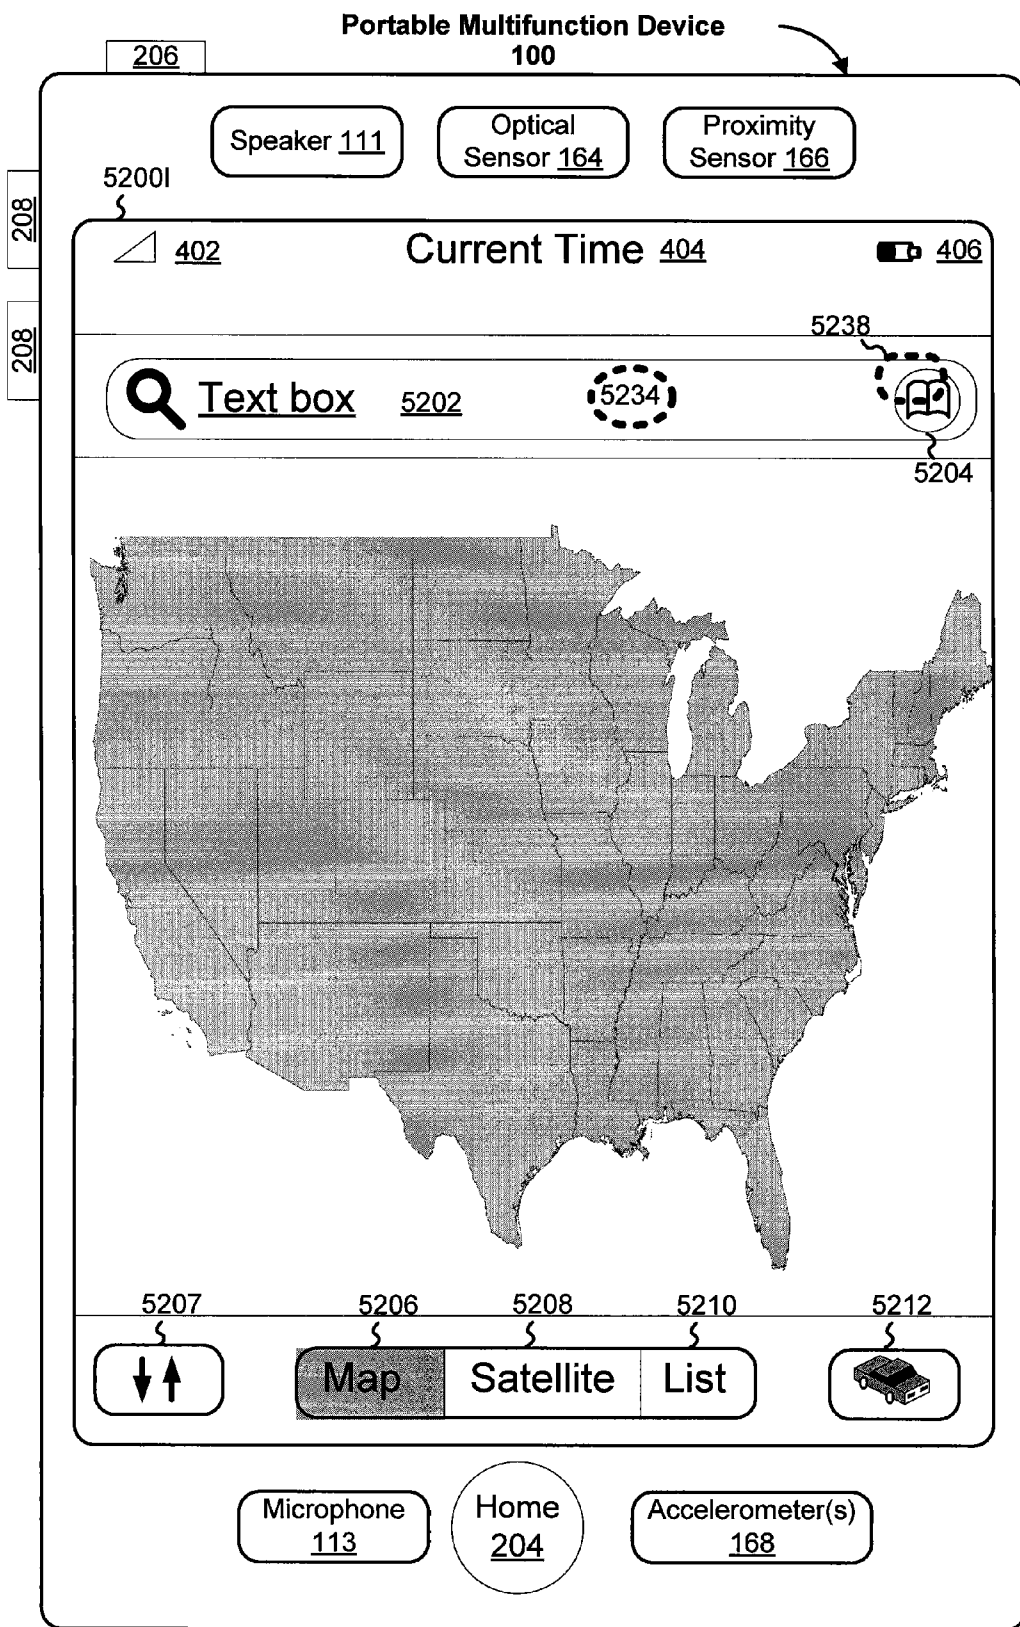 Portable Multifunction Device
100
206
Speaker 111
Optical
Sensor 164
Proximity
Sensor 166
5200I
208
402
Current Time 404
406
208
5238
Text box 5202
5234
5204
5207
5206
5208
5210
5212
Map
Satellite
List
Microphone
113
Home
204
Accelerometer(s)
168